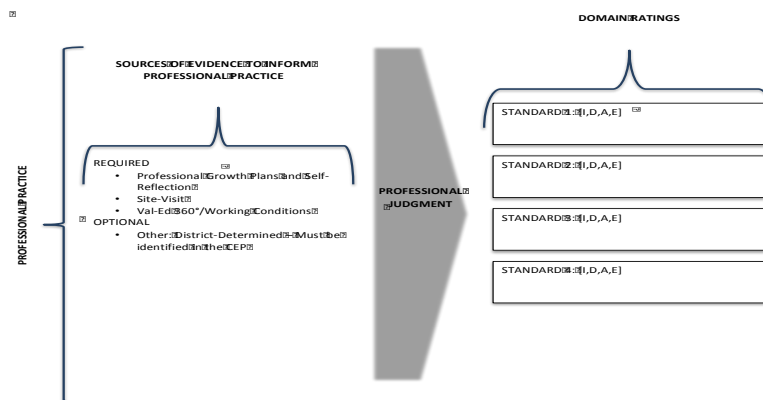 DOMAIN RATINGS
SOURCES OF EVIDENCE TO INFORM
PROFESSIONAL PRACTICE
REQUIRED
• Professional Growth Plans and Self-
Reflection
• Site-Visit
• Val-Ed 360°/Working Conditions
OPTIONAL
• Other: District-Determined – Must be
identified in the CEP
PROFESSIONAL PRACTICE
PROFESSIONAL
JUDGMENT
STANDARD 1: [I,D,A,E]
STANDARD 2: [I,D,A,E]
STANDARD 3: [I,D,A,E]
STANDARD 4: [I,D,A,E]